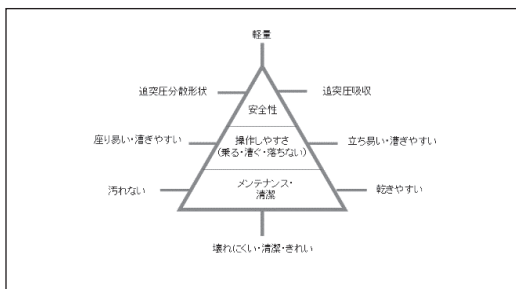 軽量
追突圧分散形状
追突圧吸収
安全性
座り易い・漕ぎやすい
操作しやすさ
(乗る・漕ぐ・落ちない)
立ち易い・漕ぎやすい
汚れない
メンテナンス・
清潔
乾きやすい
壊れにくい・清潔・きれい